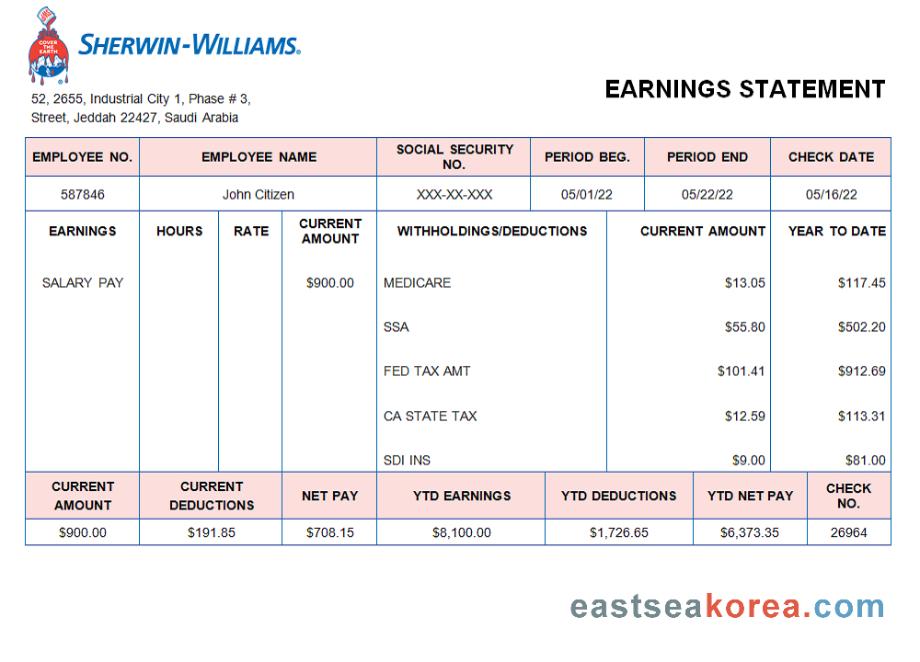 COVER
THE
EARTH
SHERWIN-WILLIAMS®
52, 2655, Industrial City 1, Phase # 3,
Street, Jeddah 22427, Saudi Arabia
EARNINGS STATEMENT
EMPLOYEE NO. EMPLOYEE NAME SOCIAL SECURITY NO. PERIOD BEG. PERIOD END CHECK DATE
587846 John Citizen XXX-XX-XXX 05/01/22 05/22/22 05/16/22
EARNINGS HOURS RATE CURRENT AMOUNT WITHHOLDINGS/DEDUCTIONS CURRENT AMOUNT YEAR TO DATE
SALARY PAY $900.00 MEDICARE $13.05 $117.45
SSA $55.80 $502.20
FED TAX AMT $101.41 $912.69
CA STATE TAX $12.59 $113.31
SDI INS $9.00 $81.00
CURRENT AMOUNT CURRENT DEDUCTIONS NET PAY YTD EARNINGS YTD DEDUCTIONS YTD NET PAY CHECK NO.
$900.00 $191.85 $708.15 $8,100.00 $1,726.65 $6,373.35 26964
eastseakorea.com